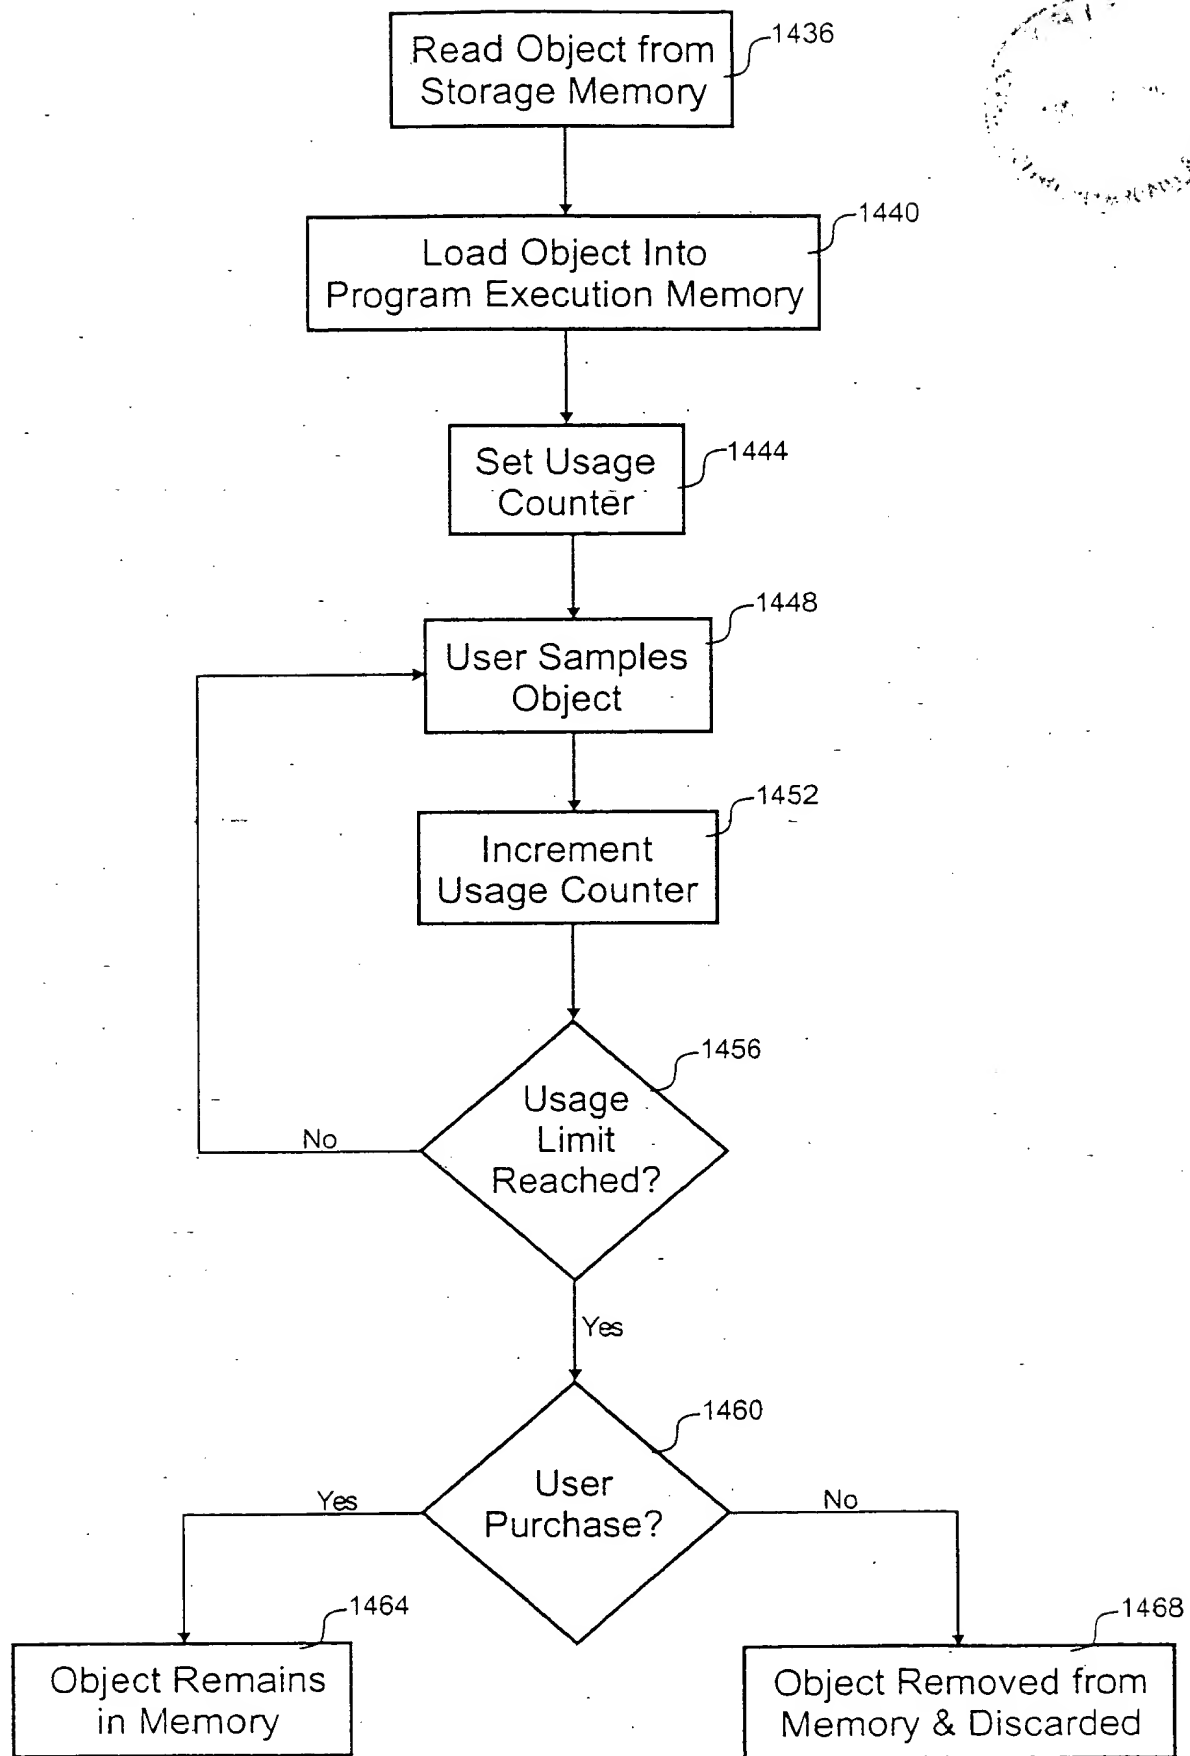 Read Object from
Storage Memory
1436
Load Object Into
Program Execution Memory
1440
Set Usage
Counter
1444
User Samples
Object
1448
Increment
Usage Counter
1452
Usage
Limit
Reached?
1456
No
Yes
User
Purchase?
1460
Yes
No
Object Remains
in Memory
1464
Object Removed from
Memory & Discarded
1468